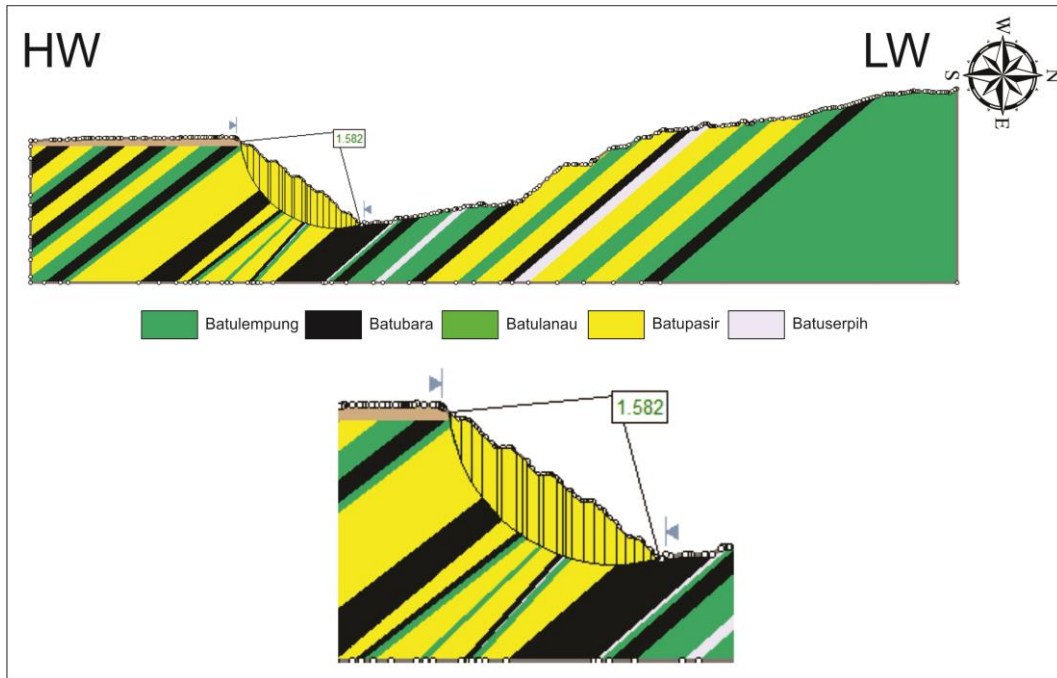 HW
LW
W
S
N
E
1.582
Batulempung
Batubara
Batulanau
Batupasir
Batuserpih
1.582